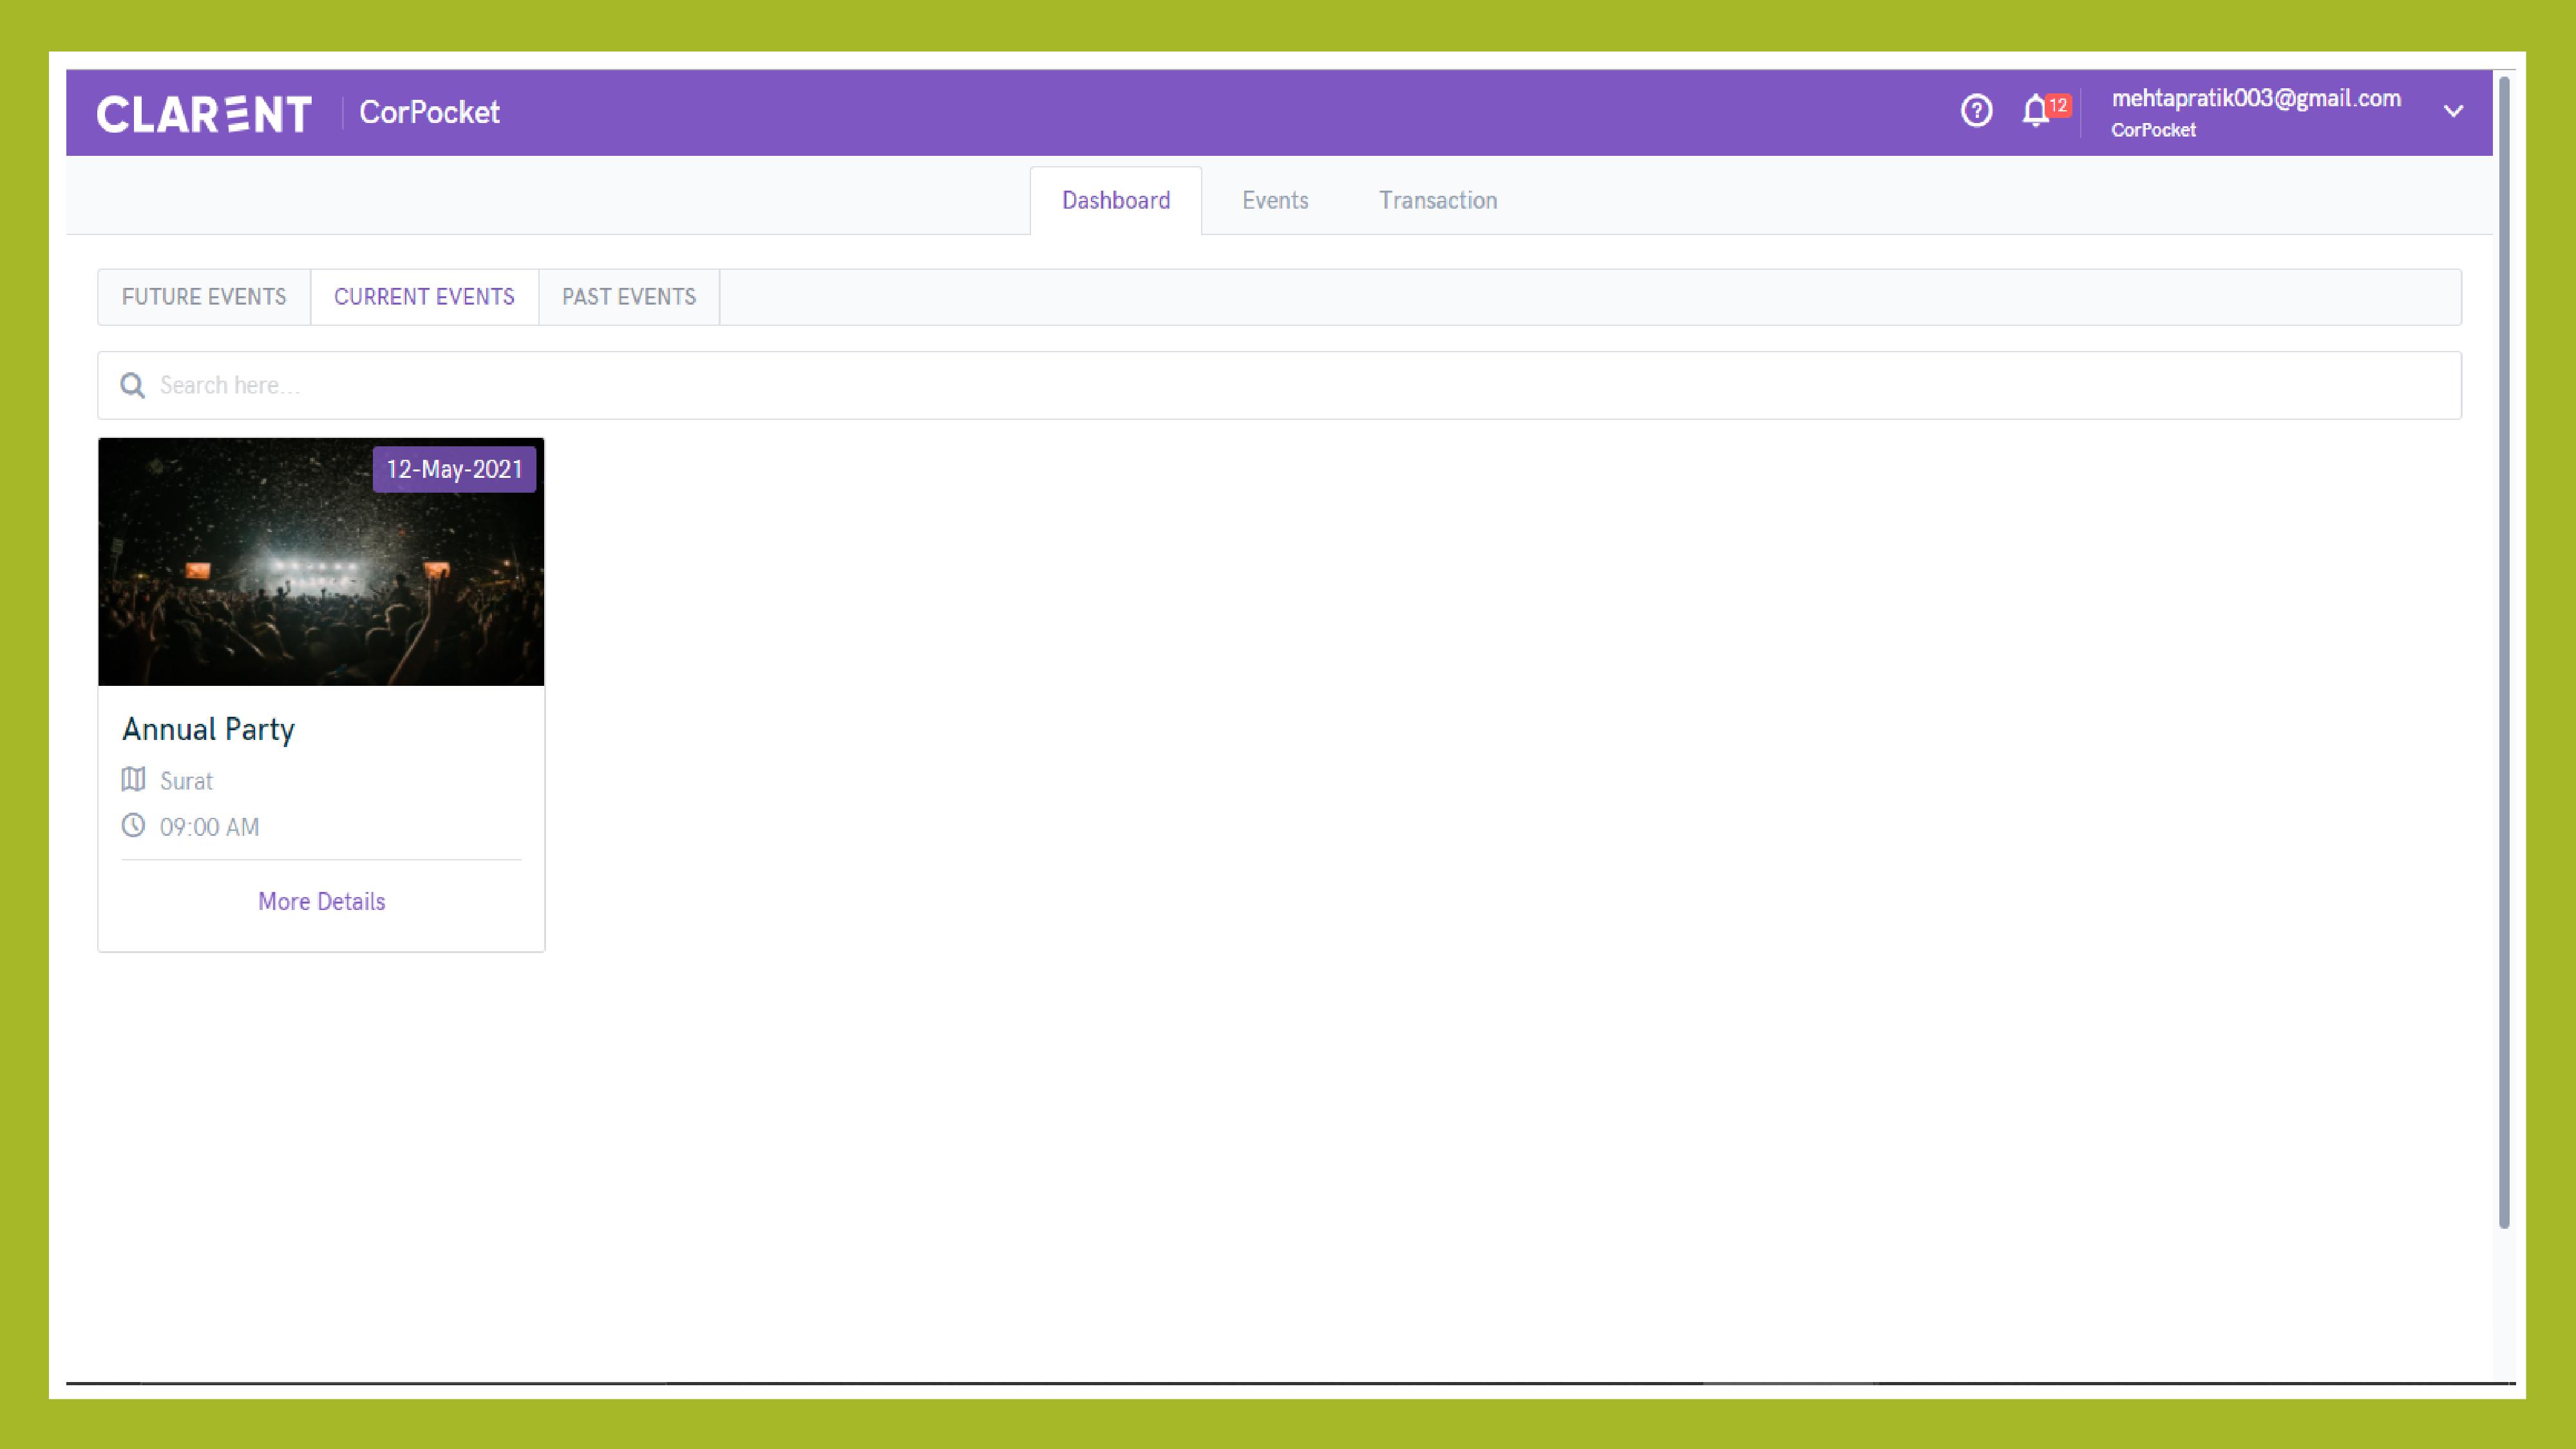 CLARENT CorPocket
12
mehtapratik003@gmail.com
CorPocket
Dashboard Events Transaction
FUTURE EVENTS CURRENT EVENTS PAST EVENTS
Search here...
12-May-2021
Annual Party
Surat
09:00 AM
More Details